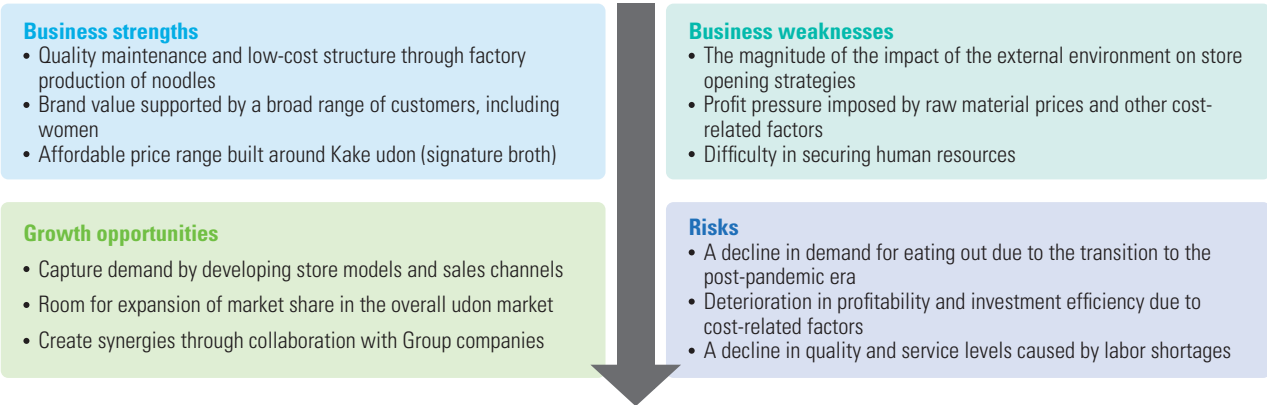 Business strengths
• Quality maintenance and low-cost structure through factory
production of noodles
• Brand value supported by a broad range of customers, including
women
• Affordable price range built around Kake udon (signature broth)
Business weaknesses
• The magnitude of the impact of the external environment on store
opening strategies
• Profit pressure imposed by raw material prices and other cost-
related factors
• Difficulty in securing human resources
Growth opportunities
• Capture demand by developing store models and sales channels
• Room for expansion of market share in the overall udon market
• Create synergies through collaboration with Group companies
Risks
• A decline in demand for eating out due to the transition to the
post-pandemic era
• Deterioration in profitability and investment efficiency due to
cost-related factors
• A decline in quality and service levels caused by labor shortages